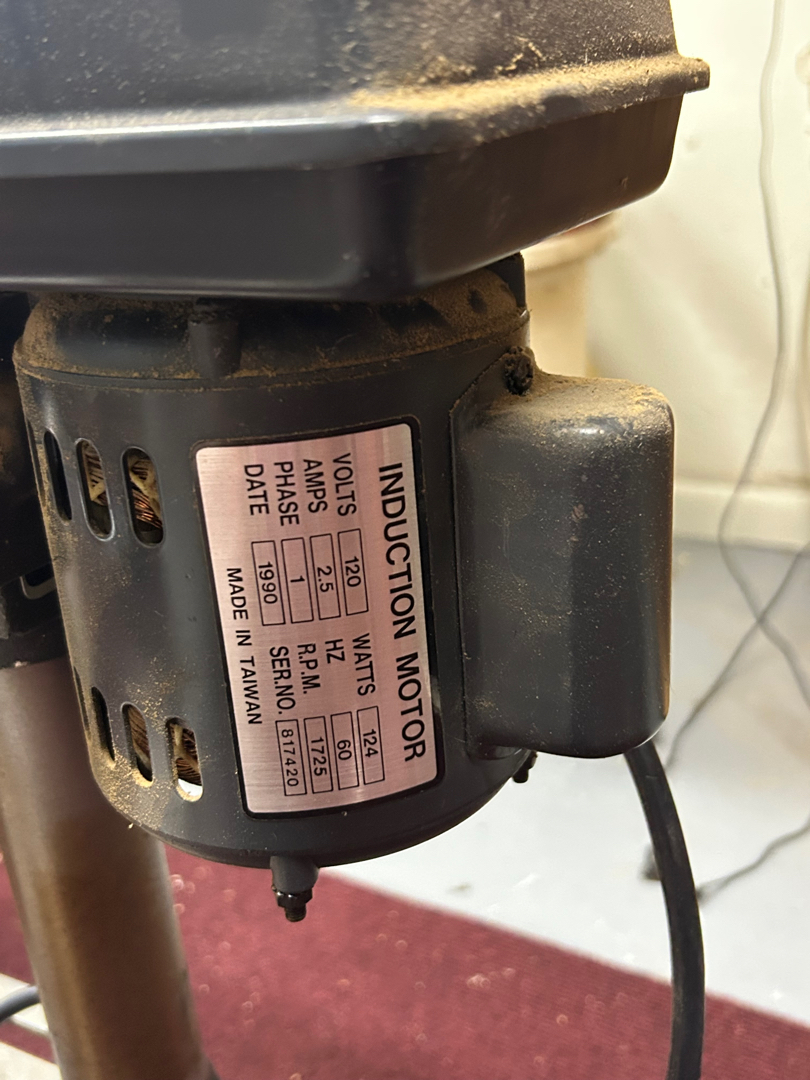 INDUCTION MOTOR
VOLTS 120 WATTS 124
AMPS 2.5 HZ 60
PHASE 1 R.P.M. 1725
DATE 1990 SER.NO. 817420
MADE IN TAIWAN